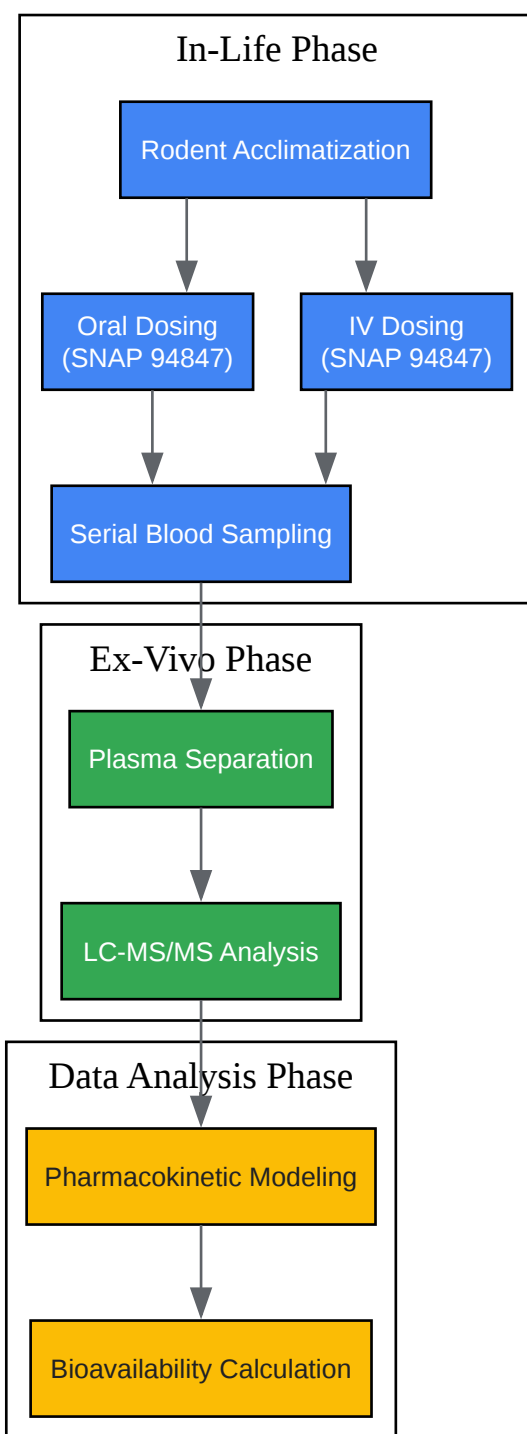 In-Life Phase
Rodent Acclimatization
Oral Dosing
(SNAP 94847)
IV Dosing
(SNAP 94847)
Serial Blood Sampling
Ex-Vivo Phase
Plasma Separation
LC-MS/MS Analysis
Data Analysis Phase
Pharmacokinetic Modeling
Bioavailability Calculation